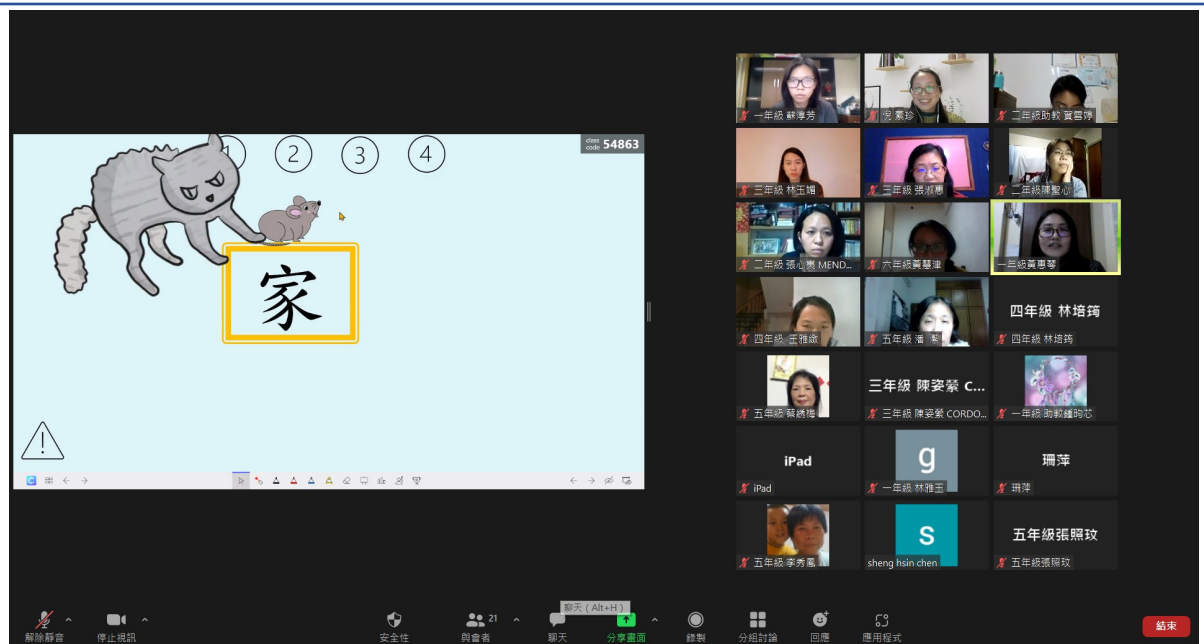 1
2
3
4
class code 54863
家
一年級 蘇淳芳
倪素珍
二年級助教 黃雪婷
三年級 林玉媚
三年級 張淑惠
二年級陳聖心
二年級 張心夷 MEND...
六年級黃慧津
一年級黃惠琴
四年級 王雅緻
五年級 潘
四年級 林培筠
四年級 林培筠
五年級 蔡綉梅
三年級 陳姿縈 C...
三年級 陳姿縈 CORDO...
一年級 助教鍾昀芯
iPad
iPad
g
一年級 林雅玉
珊萍
珊萍
五年級 李秀鳳
s
sheng hsin chen
五年級張照玟
五年級張照玟
聊天 ( Alt+H )
解除靜音
停止視訊
安全性
21
與會者
聊天
分享畫面
錄製
分組討論
回應
應用程式
結束